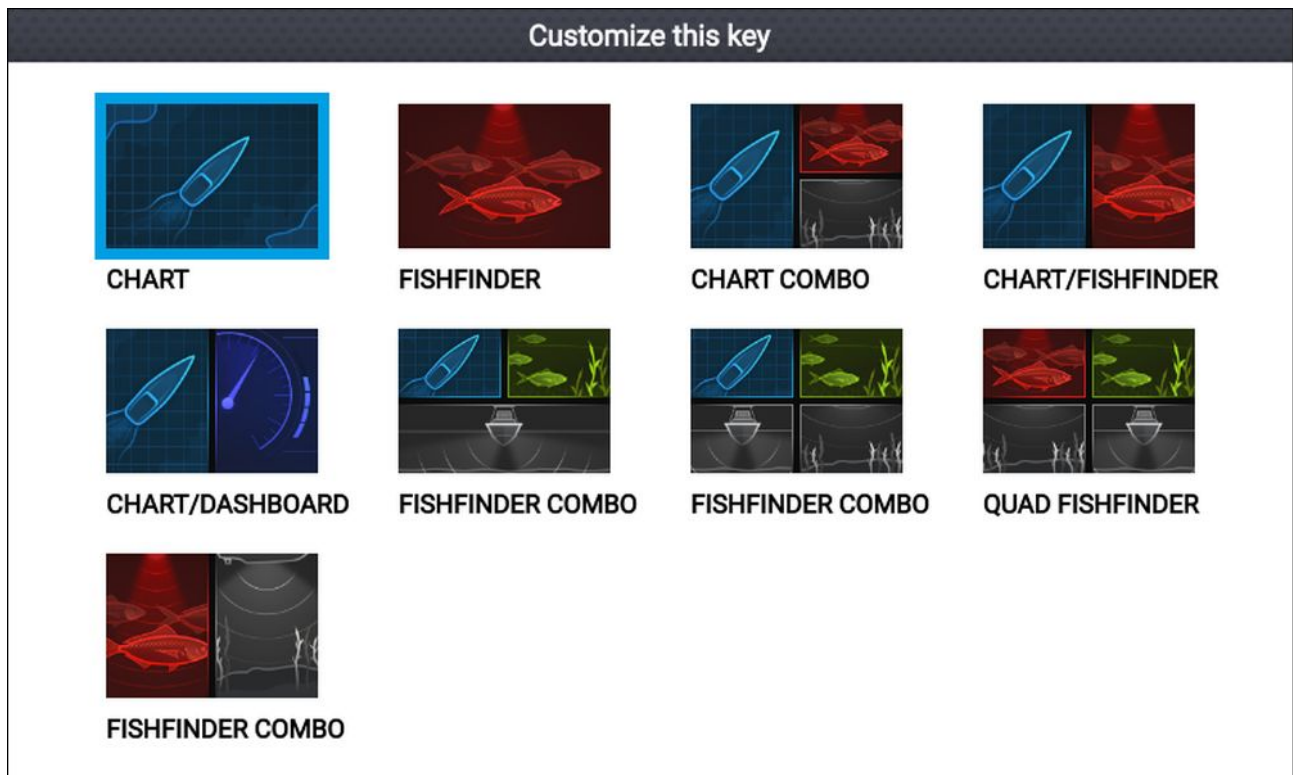 Customize this key
CHART
FISHFINDER
CHART COMBO
CHART/FISHFINDER
CHART/DASHBOARD
FISHFINDER COMBO
FISHFINDER COMBO
QUAD FISHFINDER
FISHFINDER COMBO